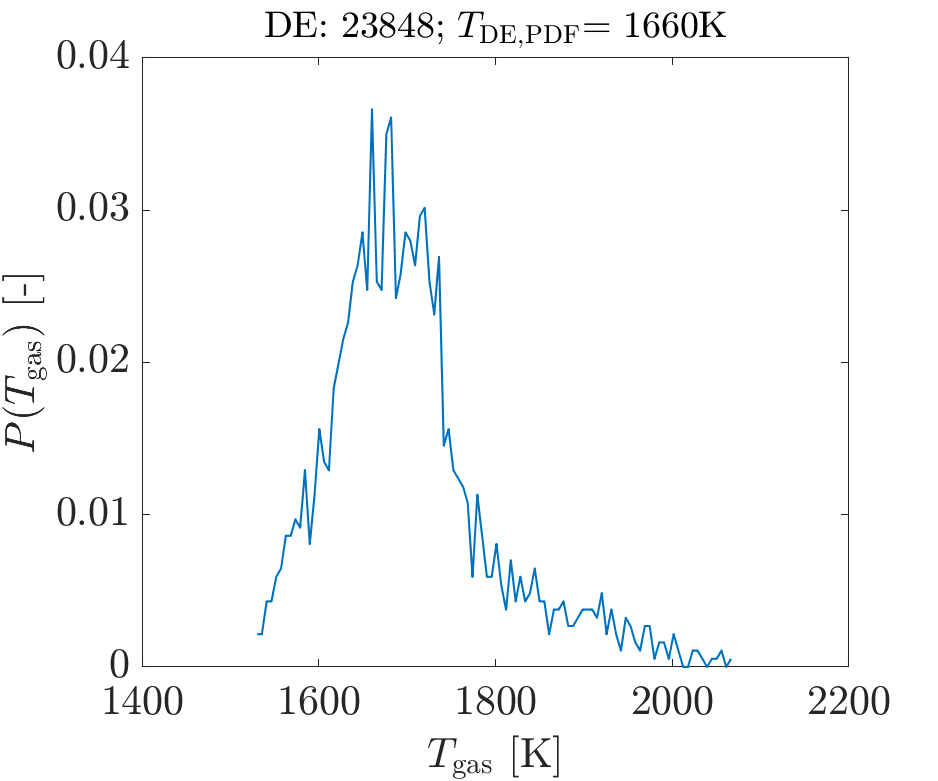 DE: 23848; T_DE,PDF= 1660K
0.04
0.03
0.02
0.01
0
P(T_gas) [-]
1400 1600 1800 2000 2200
T_gas [K]